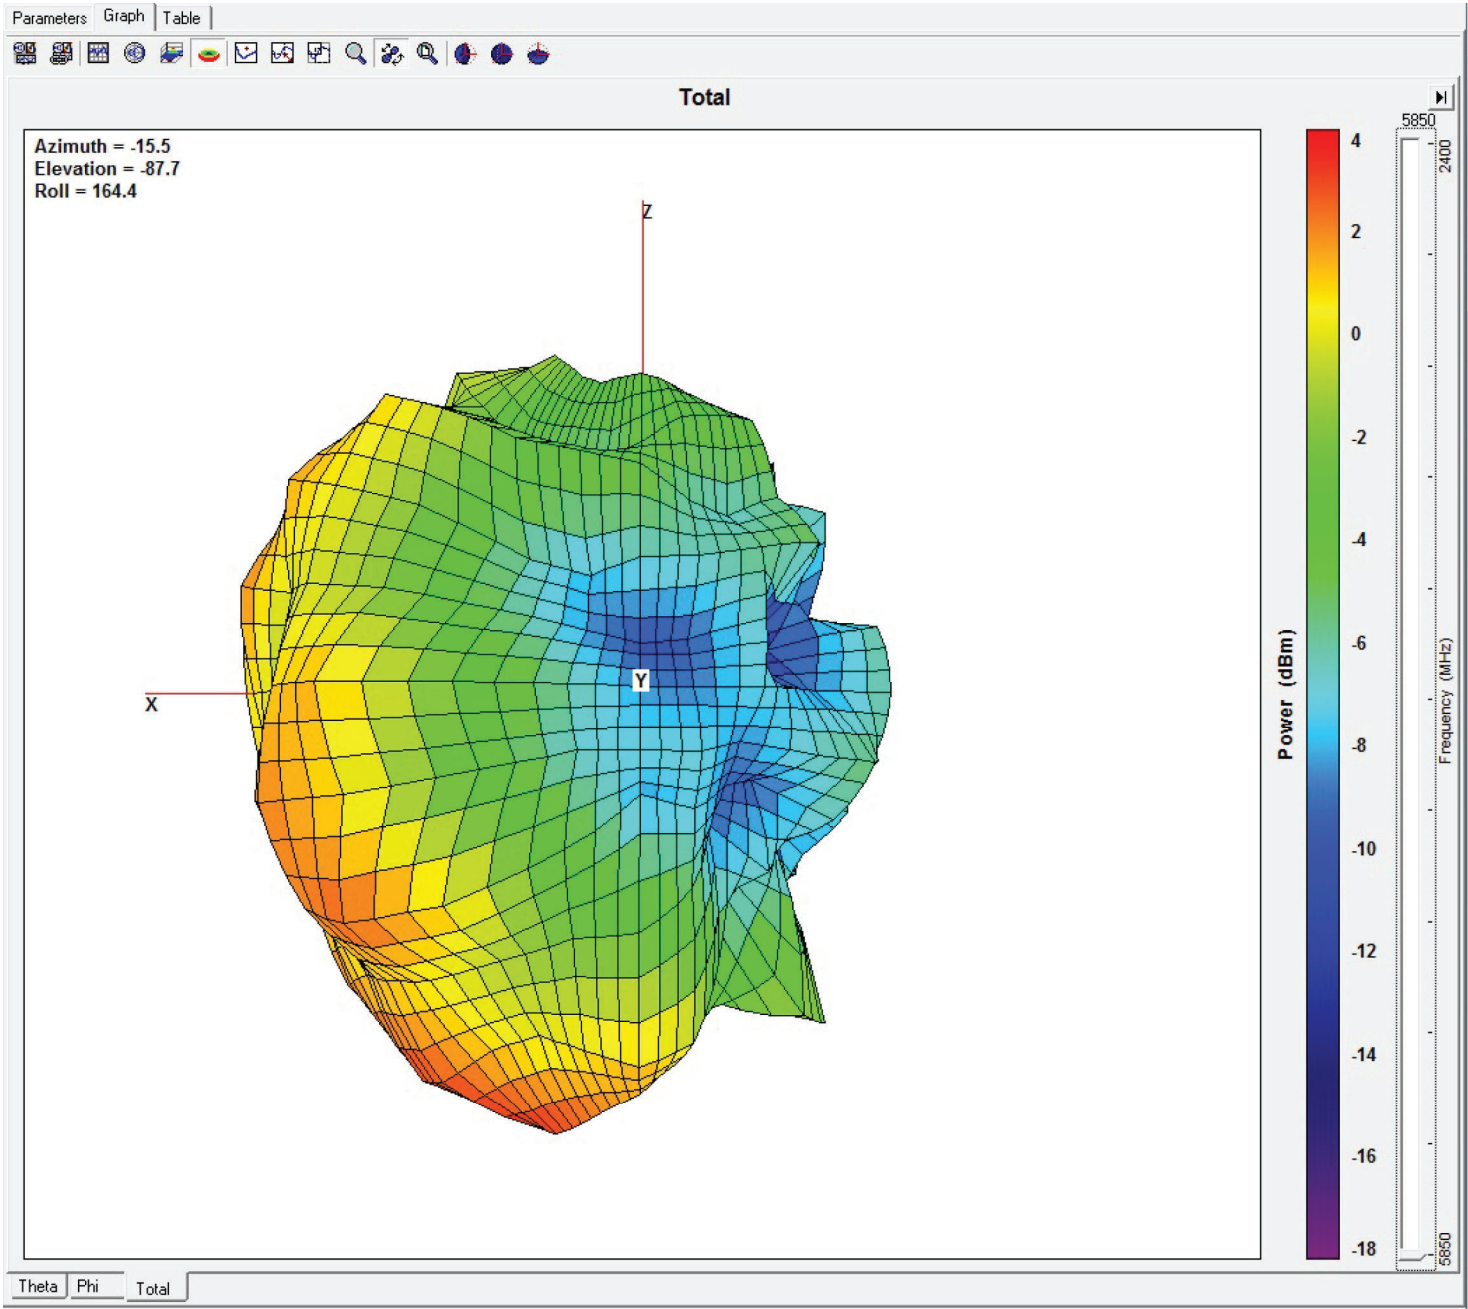 Parameters Graph Table
Total
5850
Azimuth = -15.5
Elevation = -87.7
Roll = 164.4
Z
X
Y
4
2
0
-2
-4
-6
-8
-10
-12
-14
-16
-18
Power (dBm)
2400
Frequency (MHz)
5850
Theta Phi Total